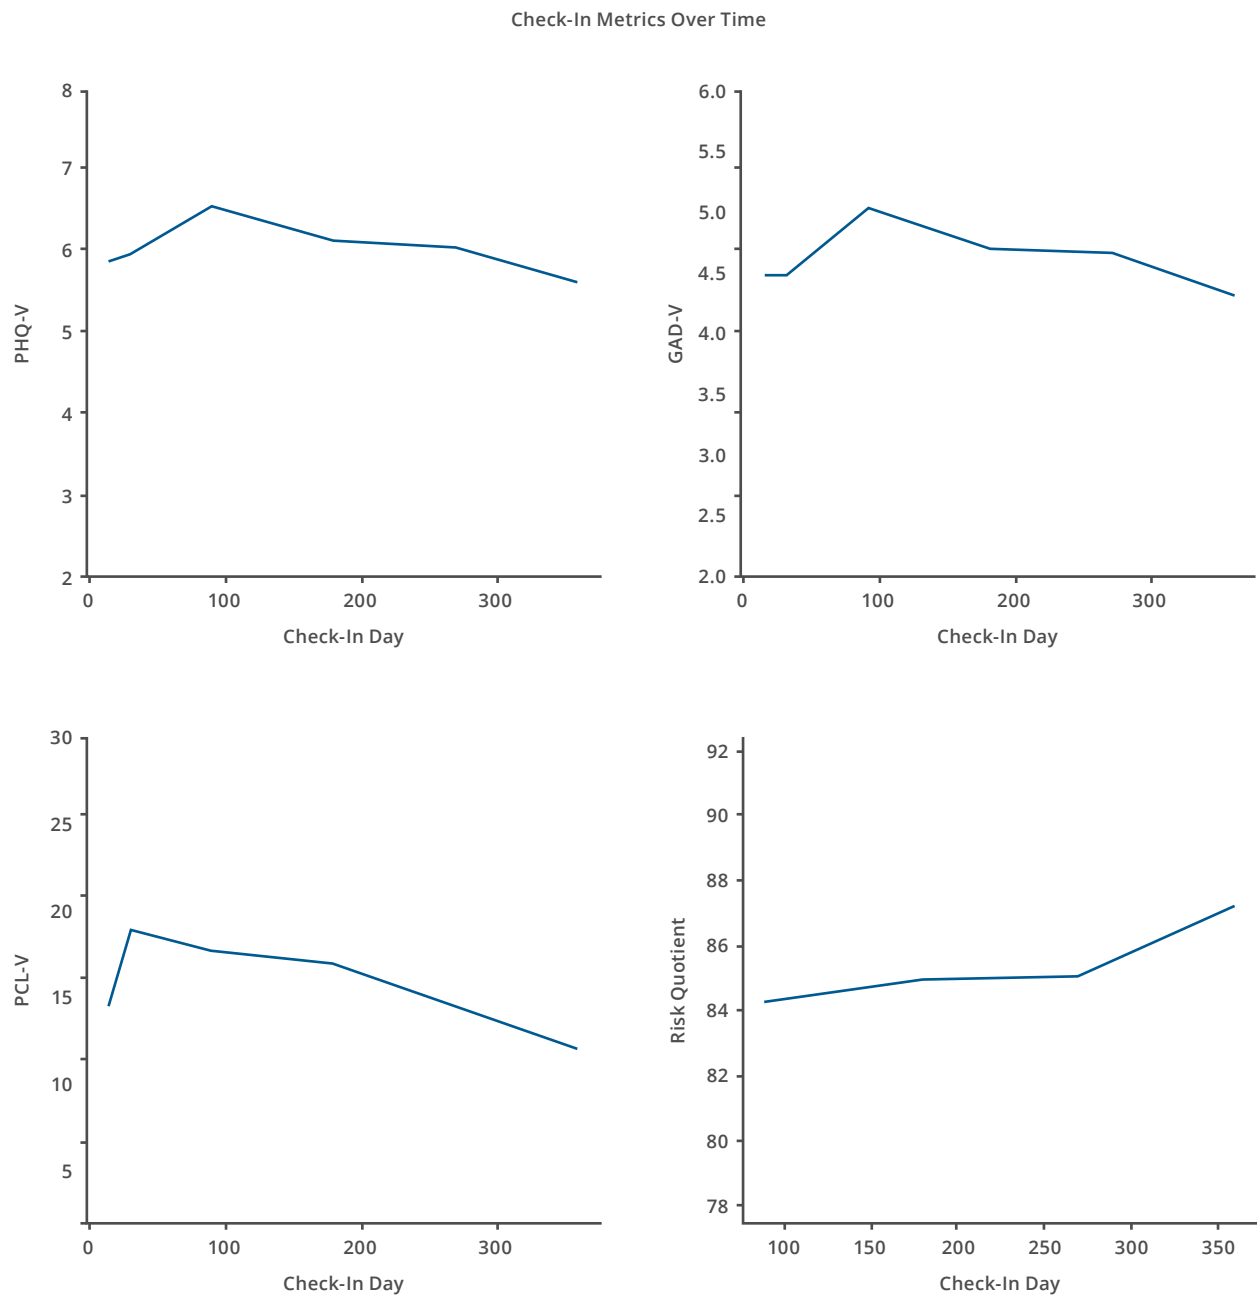 Check-In Metrics Over Time
8
7
6
5
4
3
2
PHQ-V
0 100 200 300
Check-In Day
6.0
5.5
5.0
4.5
4.0
3.5
3.0
2.5
2.0
GAD-V
0 100 200 300
Check-In Day
30
25
20
15
10
5
PCL-V
0 100 200 300
Check-In Day
92
90
88
86
84
82
80
78
Risk Quotient
100 150 200 250 300 350
Check-In Day